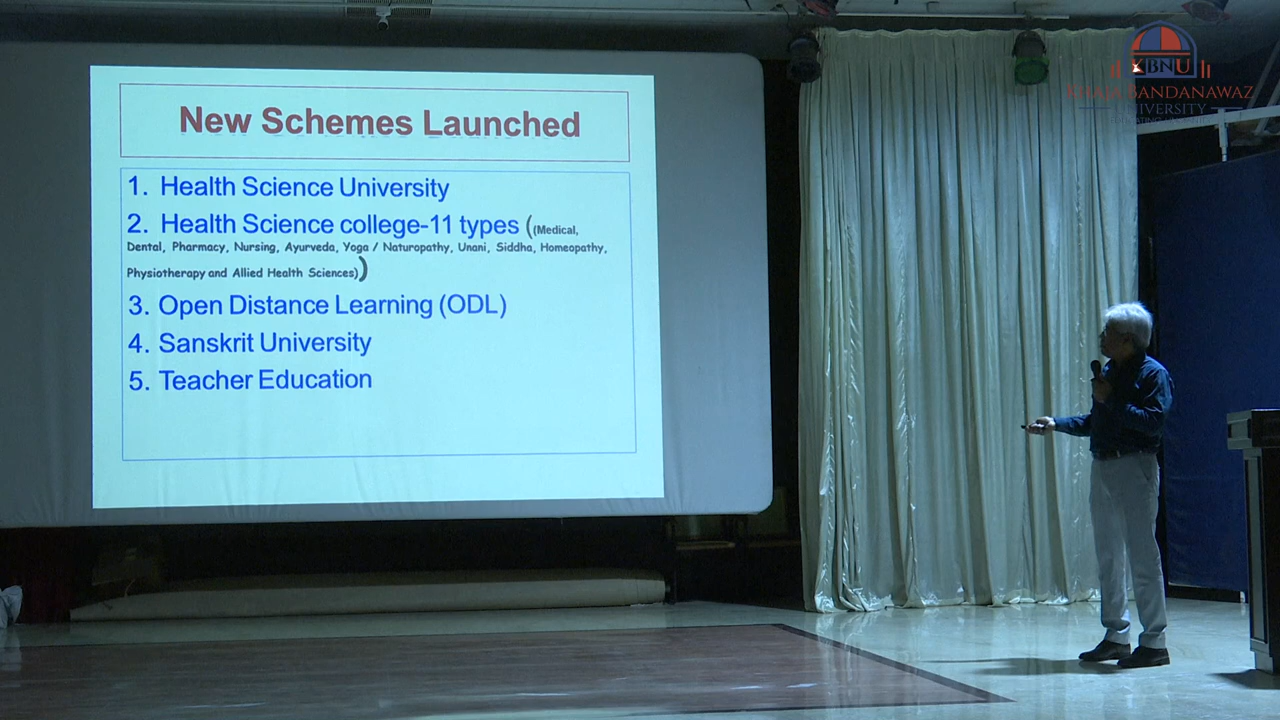 New Schemes Launched
1. Health Science University
2. Health Science college-11 types ((Medical,
Dental, Pharmacy, Nursing, Ayurveda, Yoga / Naturopathy, Unani, Siddha, Homeopathy,
Physiotherapy and Allied Health Sciences))
3. Open Distance Learning (ODL)
4. Sanskrit University
5. Teacher Education
KBNU
KHAJA BANDANAWAZ
UNIVERSITY